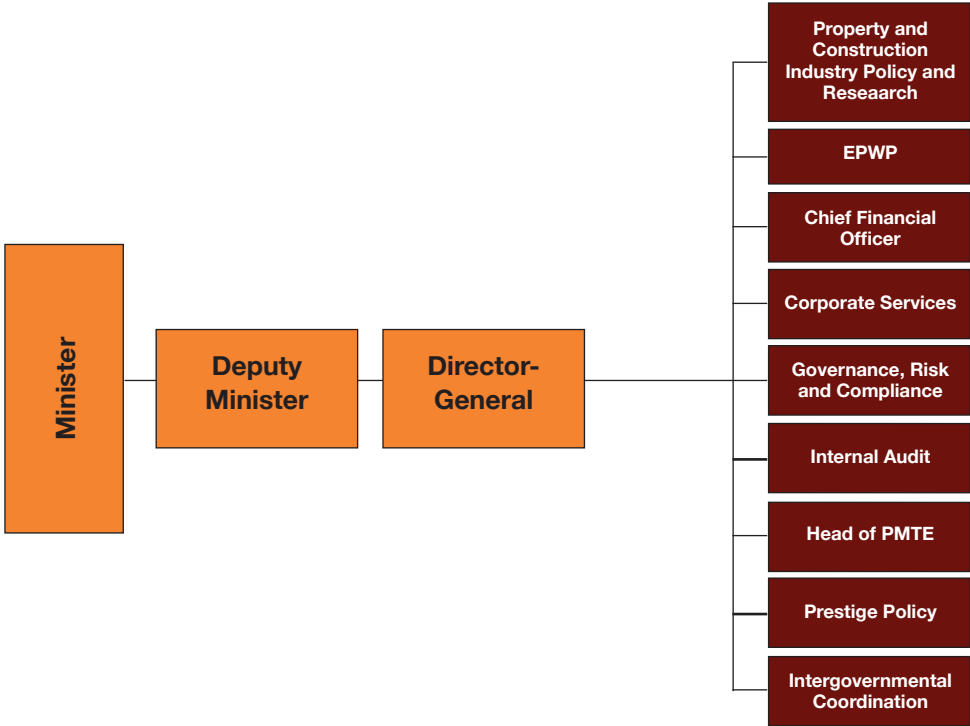 Minister
Deputy
Minister
Director-
General
Property and
Construction
Industry Policy and
Reseaarch
EPWP
Chief Financial
Officer
Corporate Services
Governance, Risk
and Compliance
Internal Audit
Head of PMTE
Prestige Policy
Intergovernmental
Coordination